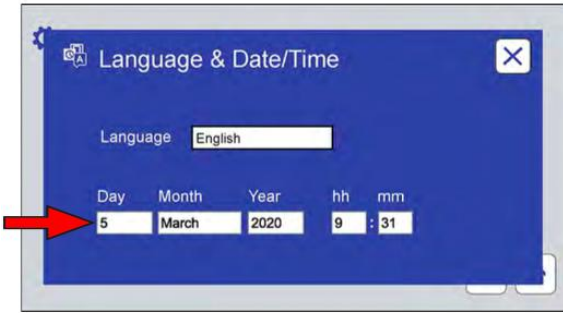 Language & Date/Time
Language English
Day Month Year hh mm
5 March 2020 9 : 31